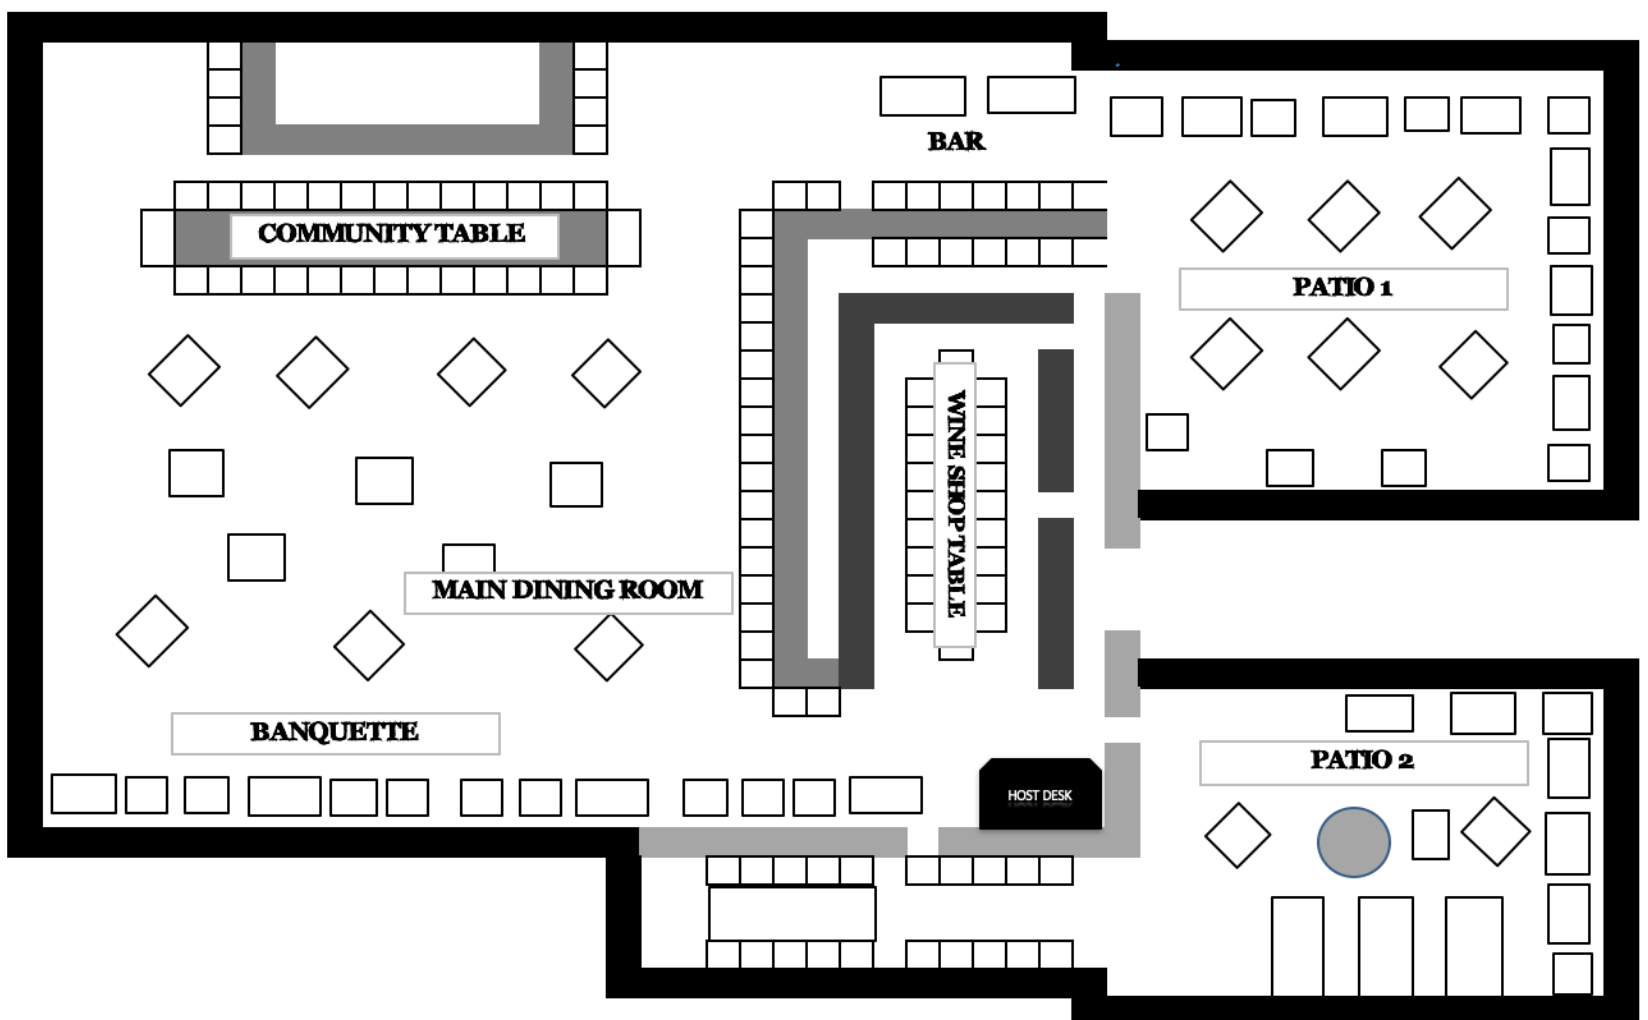 BAR
COMMUNITY TABLE
PATIO 1
WINE SHOP TABLE
MAIN DINING ROOM
BANQUETTE
PATIO 2
HOST DESK